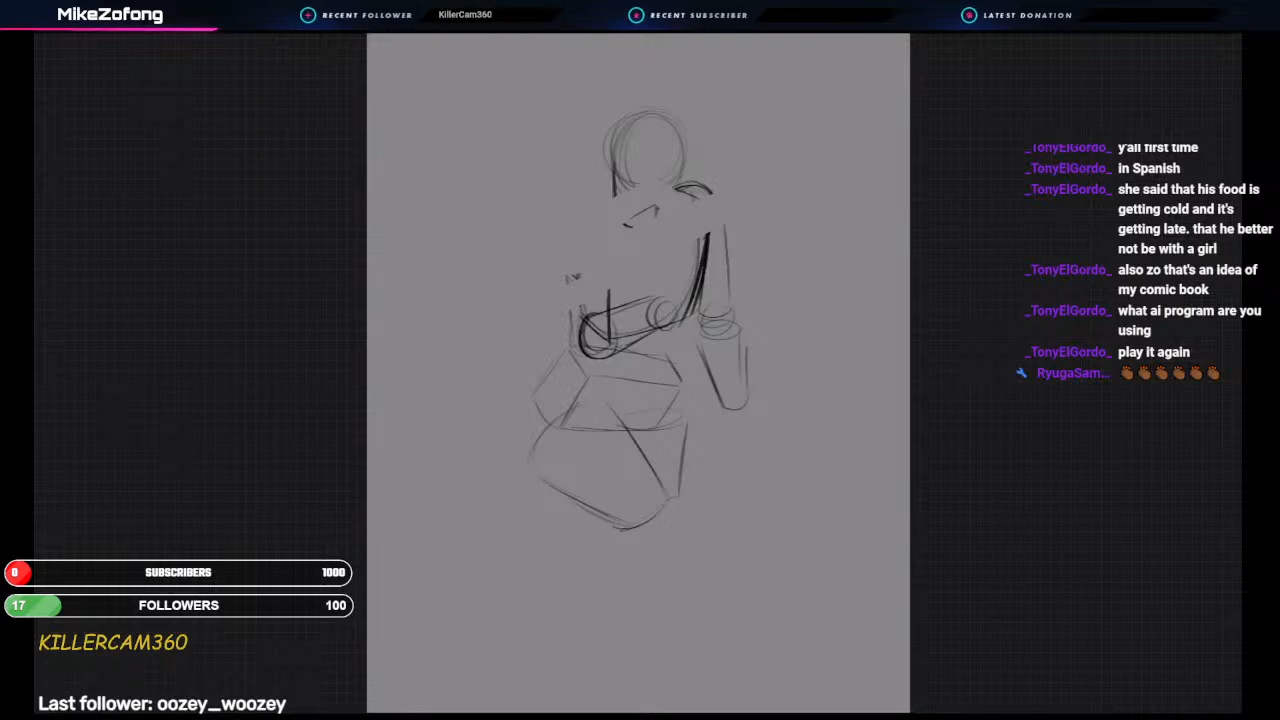 MikeZofong
RECENT FOLLOWER
KillerCam360
RECENT SUBSCRIBER
LATEST DONATION
_TonyElGordo_ y'all first time
_TonyElGordo_ in Spanish
_TonyElGordo_ she said that his food is
getting cold and it's
getting late. that he better
not be with a girl
_TonyElGordo_ also zo that's an idea of
my comic book
_TonyElGordo_ what ai program are you
using
_TonyElGordo_ play it again
RyugaSam... 👏🏾👏🏾👏🏾👏🏾👏🏾👏🏾
0 SUBSCRIBERS 1000
17 FOLLOWERS 100
KILLERCAM360
Last follower: oozey_woozey